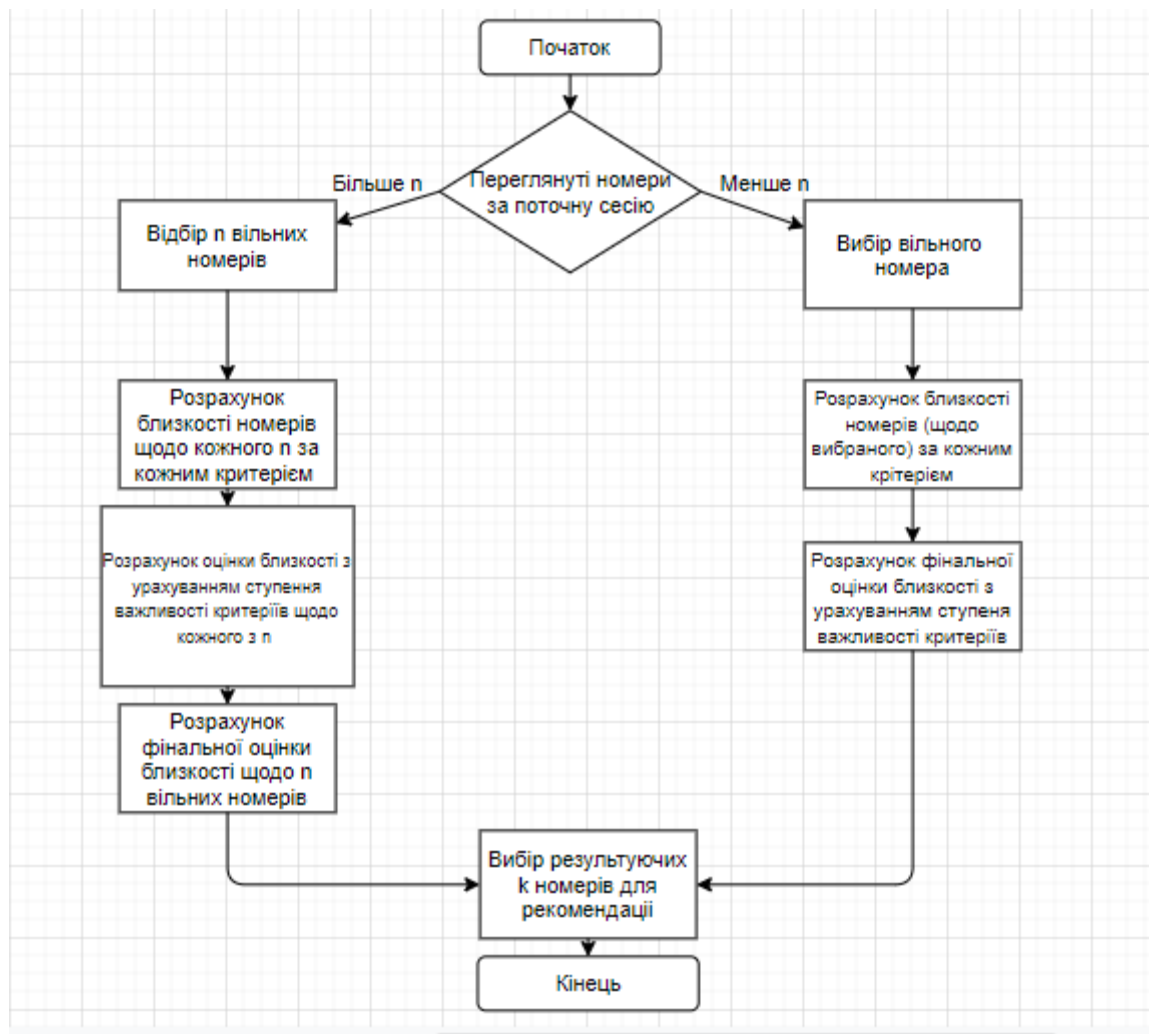 Початок
Переглянуті номери
за поточну сесію
Більше n
Менше n
Відбір n вільних
номерів
Вибір вільного
номера
Розрахунок
близкості номерів
щодо кожного n за
кожним критерієм
Розрахунок близкості
номерів (щодо
вибраного) за кожним
крітерієм
Розрахунок оцінки близкості з
урахуванням ступення
важливості критеріїв щодо
кожного з n
Розрахунок фінальної
оцінки близкості з
урахуванням ступеня
важливості критеріїв
Розрахунок
фінальної оцінки
близкості щодо n
вільних номерів
Вибір результуючих
k номерів для
рекомендації
Кінець